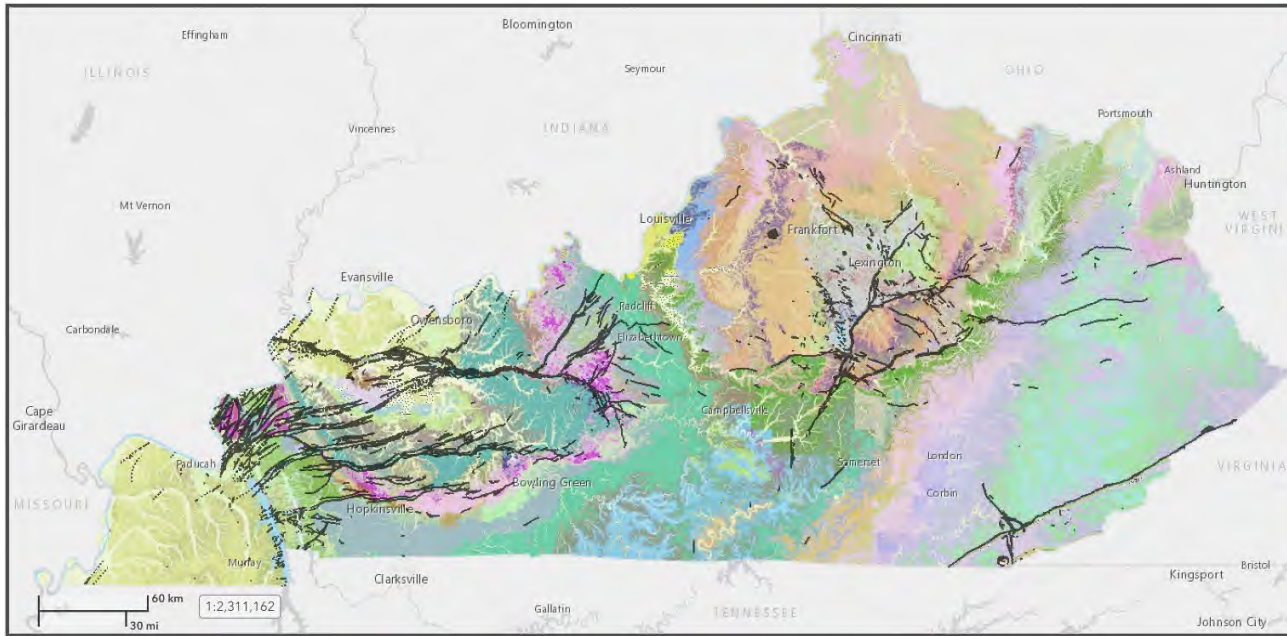 Bloomington
Effingham
Cincinnati
Seymour
ILLINOIS
OHIO
Portsmouth
Vincennes
INDIANA
Ashland
Huntington
Mt Vernon
Louisville
WEST
VIRGINI
Frankfort
Lexington
Evansville
Radcliff
Owensboro
Carbondale
Elizabethtown
Cape
Girardeau
Campbellsville
Paducah
Somerset
London
VIRGINIA
Bowling Green
Corbin
MISSOURI
Hopkinsville
Murray
Bristol
Clarksville
Kingsport
60 km
1:2,311,162
Gallatin
TENNESSEE
30 mi
Johnson City